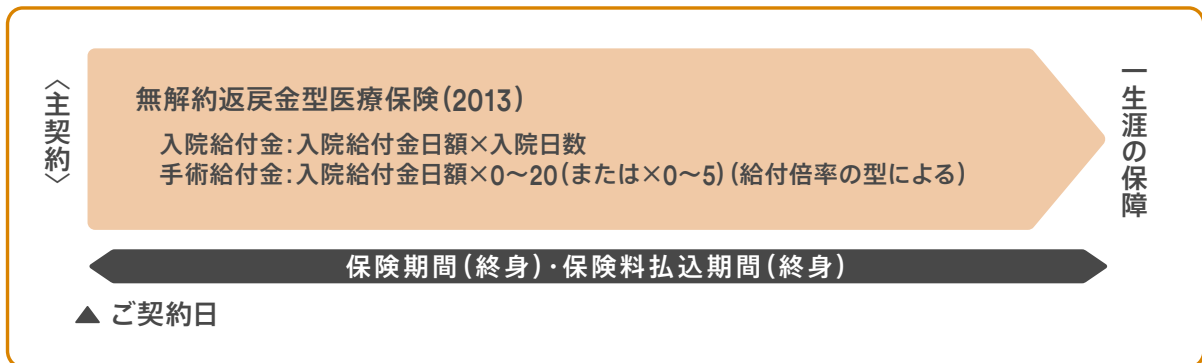 〈主契約〉
無解約返戻金型医療保険(2013)
入院給付金:入院給付金日額×入院日数
手術給付金:入院給付金日額×0〜20(または×0〜5)(給付倍率の型による)
一生涯の保障
保険期間(終身)・保険料払込期間(終身)
▲ ご契約日